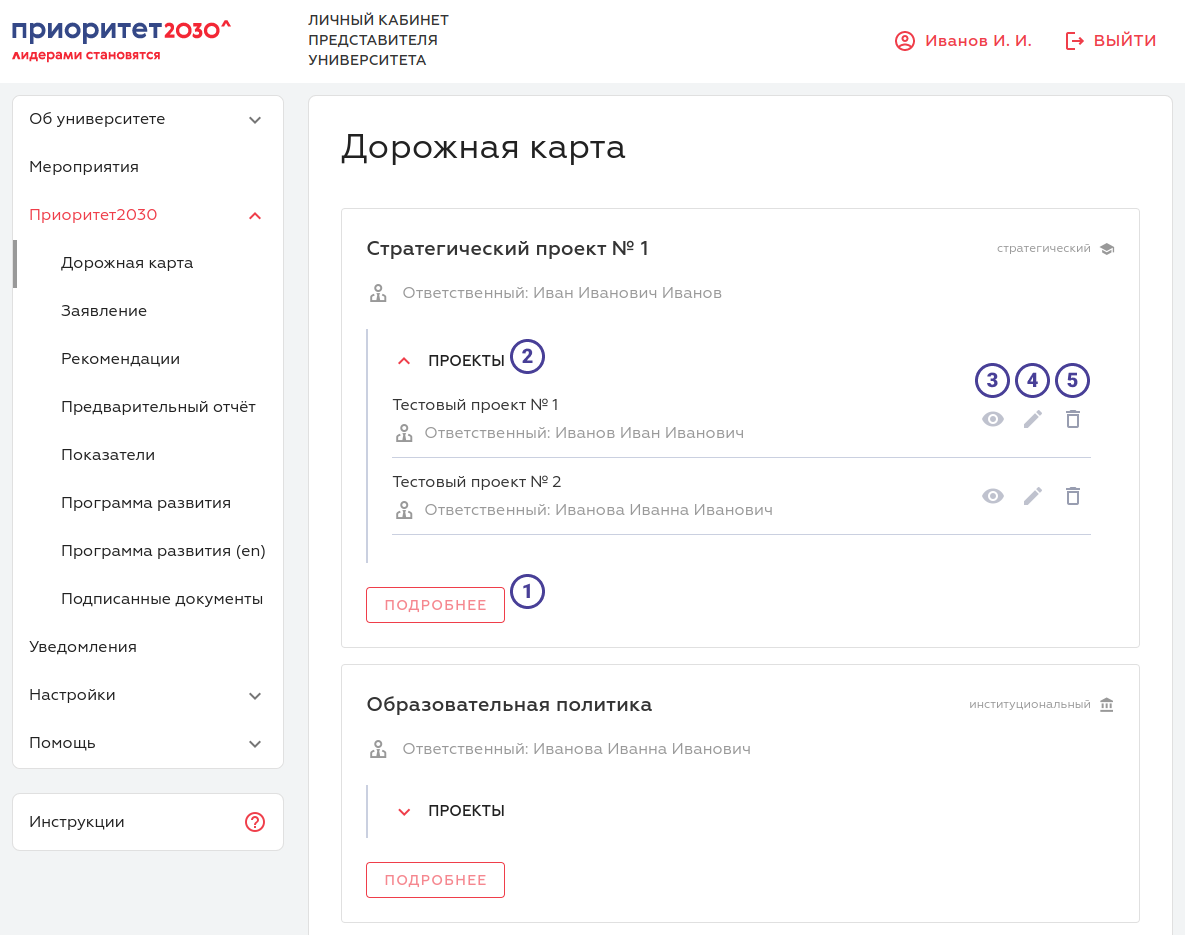 приоритет2030^
лидерами становятся
ЛИЧНЫЙ КАБИНЕТ
ПРЕДСТАВИТЕЛЯ
УНИВЕРСИТЕТА
Иванов И. И.
ВЫЙТИ
Об университете
Мероприятия
Приоритет2030
Дорожная карта
Заявление
Рекомендации
Предварительный отчёт
Показатели
Программа развития
Программа развития (en)
Подписанные документы
Уведомления
Настройки
Помощь
Инструкции
?
Дорожная карта
Стратегический проект № 1
стратегический
Ответственный: Иван Иванович Иванов
ПРОЕКТЫ 2
3 4 5
Тестовый проект № 1
Ответственный: Иванов Иван Иванович
Тестовый проект № 2
Ответственный: Иванова Иванна Иванович
ПОДРОБНЕЕ 1
Образовательная политика
институциональный
Ответственный: Иванова Иванна Иванович
ПРОЕКТЫ
ПОДРОБНЕЕ